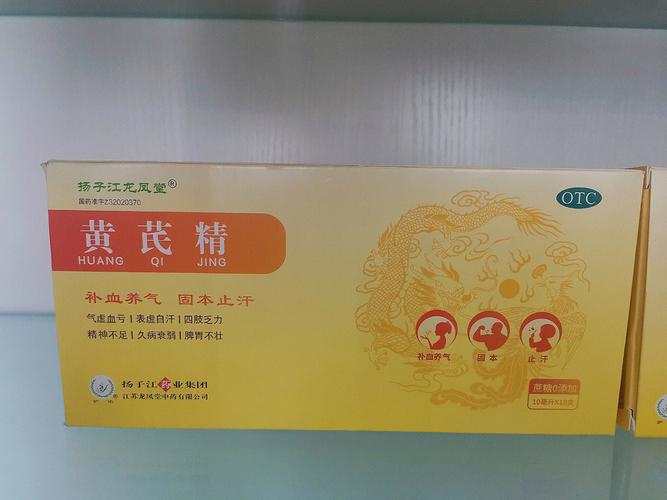 扬子江龙凤堂®
国药准字Z32020370
OTC
黄芪精
HUANG QI JING
补血养气 固本止汗
气虚血亏|表虚自汗|四肢乏力
精神不足|久病衰弱|脾胃不壮
补血养气 固本 止汗
扬子江药业集团
江苏龙凤堂中药有限公司
蔗糖0添加
10毫升X18支